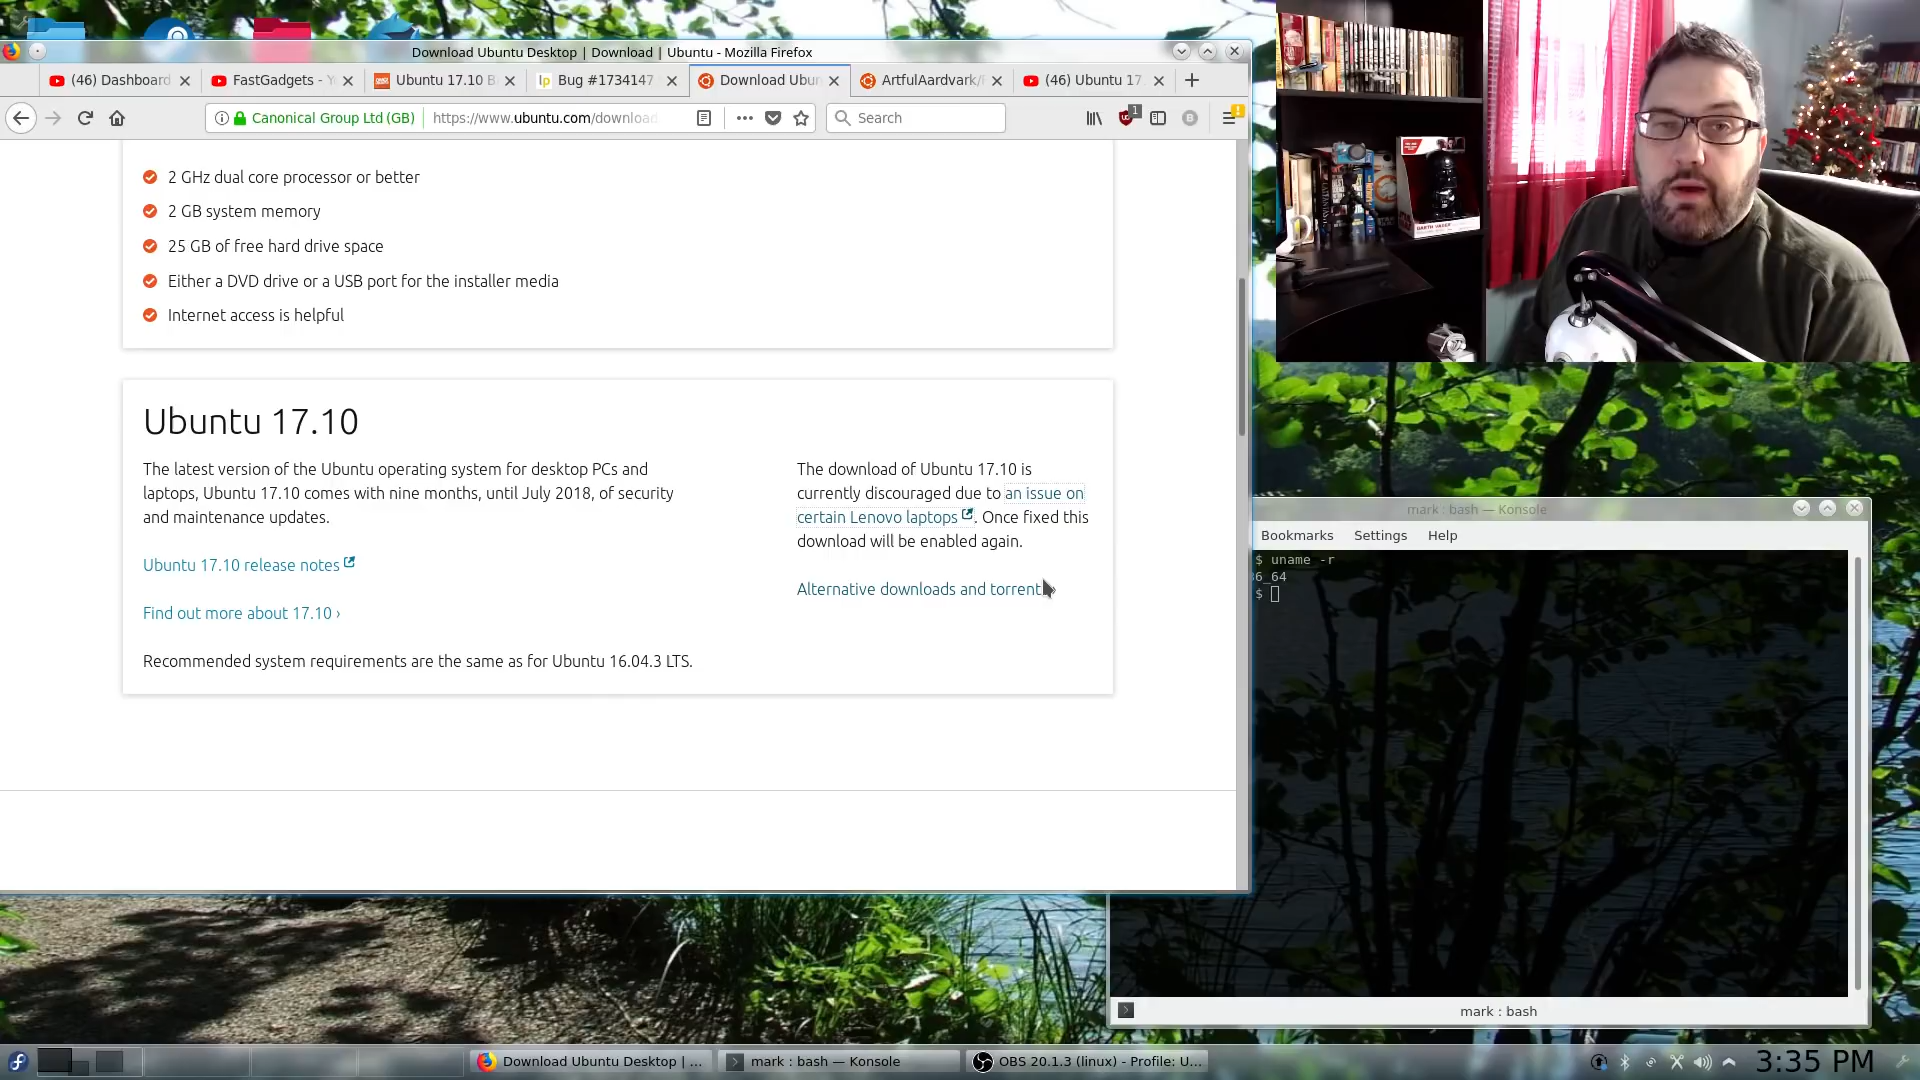 Download Ubuntu Desktop | Download | Ubuntu - Mozilla Firefox
(46) Dashboard
FastGadgets - Y
Ubuntu 17.10 B
Bug #1734147
Download Ubun
ArtfulAardvark/
(46) Ubuntu 17
Canonical Group Ltd (GB)
https://www.ubuntu.com/download
Search
1
2 GHz dual core processor or better
2 GB system memory
25 GB of free hard drive space
Either a DVD drive or a USB port for the installer media
Internet access is helpful
Ubuntu 17.10
The latest version of the Ubuntu operating system for desktop PCs and
laptops, Ubuntu 17.10 comes with nine months, until July 2018, of security
and maintenance updates.
Ubuntu 17.10 release notes
Find out more about 17.10 ›
Recommended system requirements are the same as for Ubuntu 16.04.3 LTS.
The download of Ubuntu 17.10 is
currently discouraged due to an issue on
certain Lenovo laptops. Once fixed this
download will be enabled again.
Alternative downloads and torrent
mark : bash — Konsole
Bookmarks Settings Help
$ uname -r
6_64
$
mark : bash
DARTH VADER
Download Ubuntu Desktop | ...
mark : bash — Konsole
OBS 20.1.3 (linux) - Profile: U...
3:35 PM